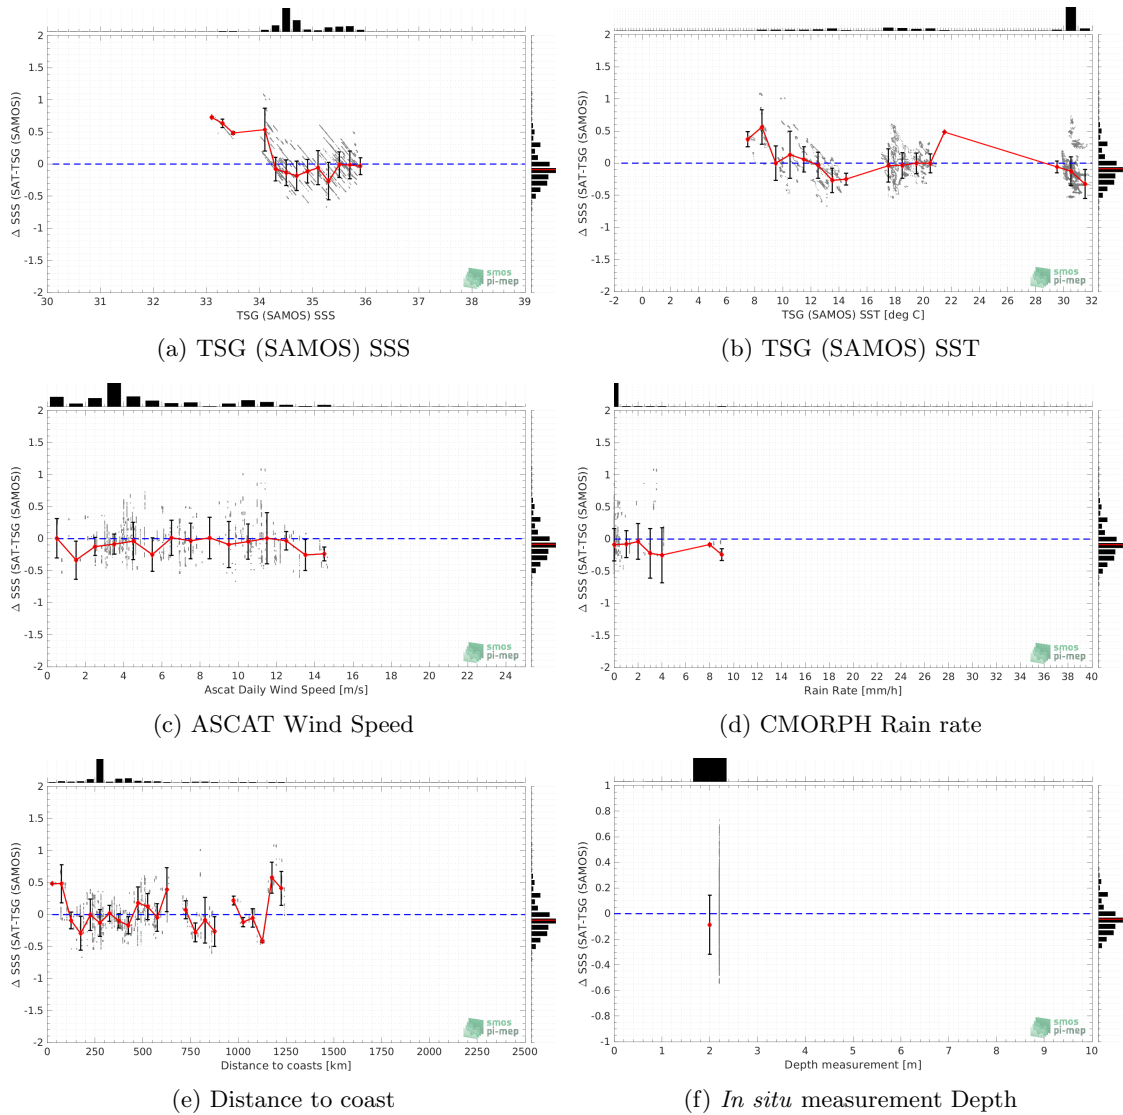 2
1.5
1
0.5
0
-0.5
-1
-1.5
-2
Δ SSS (SAT-TSG (SAMOS))
30 31 32 33 34 35 36 37 38 39
TSG (SAMOS) SSS
smos
pi-mep
(a) TSG (SAMOS) SSS
2
1.5
1
0.5
0
-0.5
-1
-1.5
-2
Δ SSS (SAT-TSG (SAMOS))
-2 0 2 4 6 8 10 12 14 16 18 20 22 24 26 28 30 32
TSG (SAMOS) SST [deg C]
smos
pi-mep
(b) TSG (SAMOS) SST
2
1.5
1
0.5
0
-0.5
-1
-1.5
-2
Δ SSS (SAT-TSG (SAMOS))
0 2 4 6 8 10 12 14 16 18 20 22 24
Ascat Daily Wind Speed [m/s]
smos
pi-mep
(c) ASCAT Wind Speed
2
1.5
1
0.5
0
-0.5
-1
-1.5
-2
Δ SSS (SAT-TSG (SAMOS))
0 2 4 6 8 10 12 14 16 18 20 22 24 26 28 30 32 34 36 38 40
Rain Rate [mm/h]
smos
pi-mep
(d) CMORPH Rain rate
2
1.5
1
0.5
0
-0.5
-1
-1.5
-2
Δ SSS (SAT-TSG (SAMOS))
0 250 500 750 1000 1250 1500 1750 2000 2250 2500
Distance to coasts [km]
smos
pi-mep
(e) Distance to coast
1
0.8
0.6
0.4
0.2
0
-0.2
-0.4
-0.6
-0.8
-1
Δ SSS (SAT-TSG (SAMOS))
0 1 2 3 4 5 6 7 8 9 10
Depth measurement [m]
smos
pi-mep
(f) In situ measurement Depth